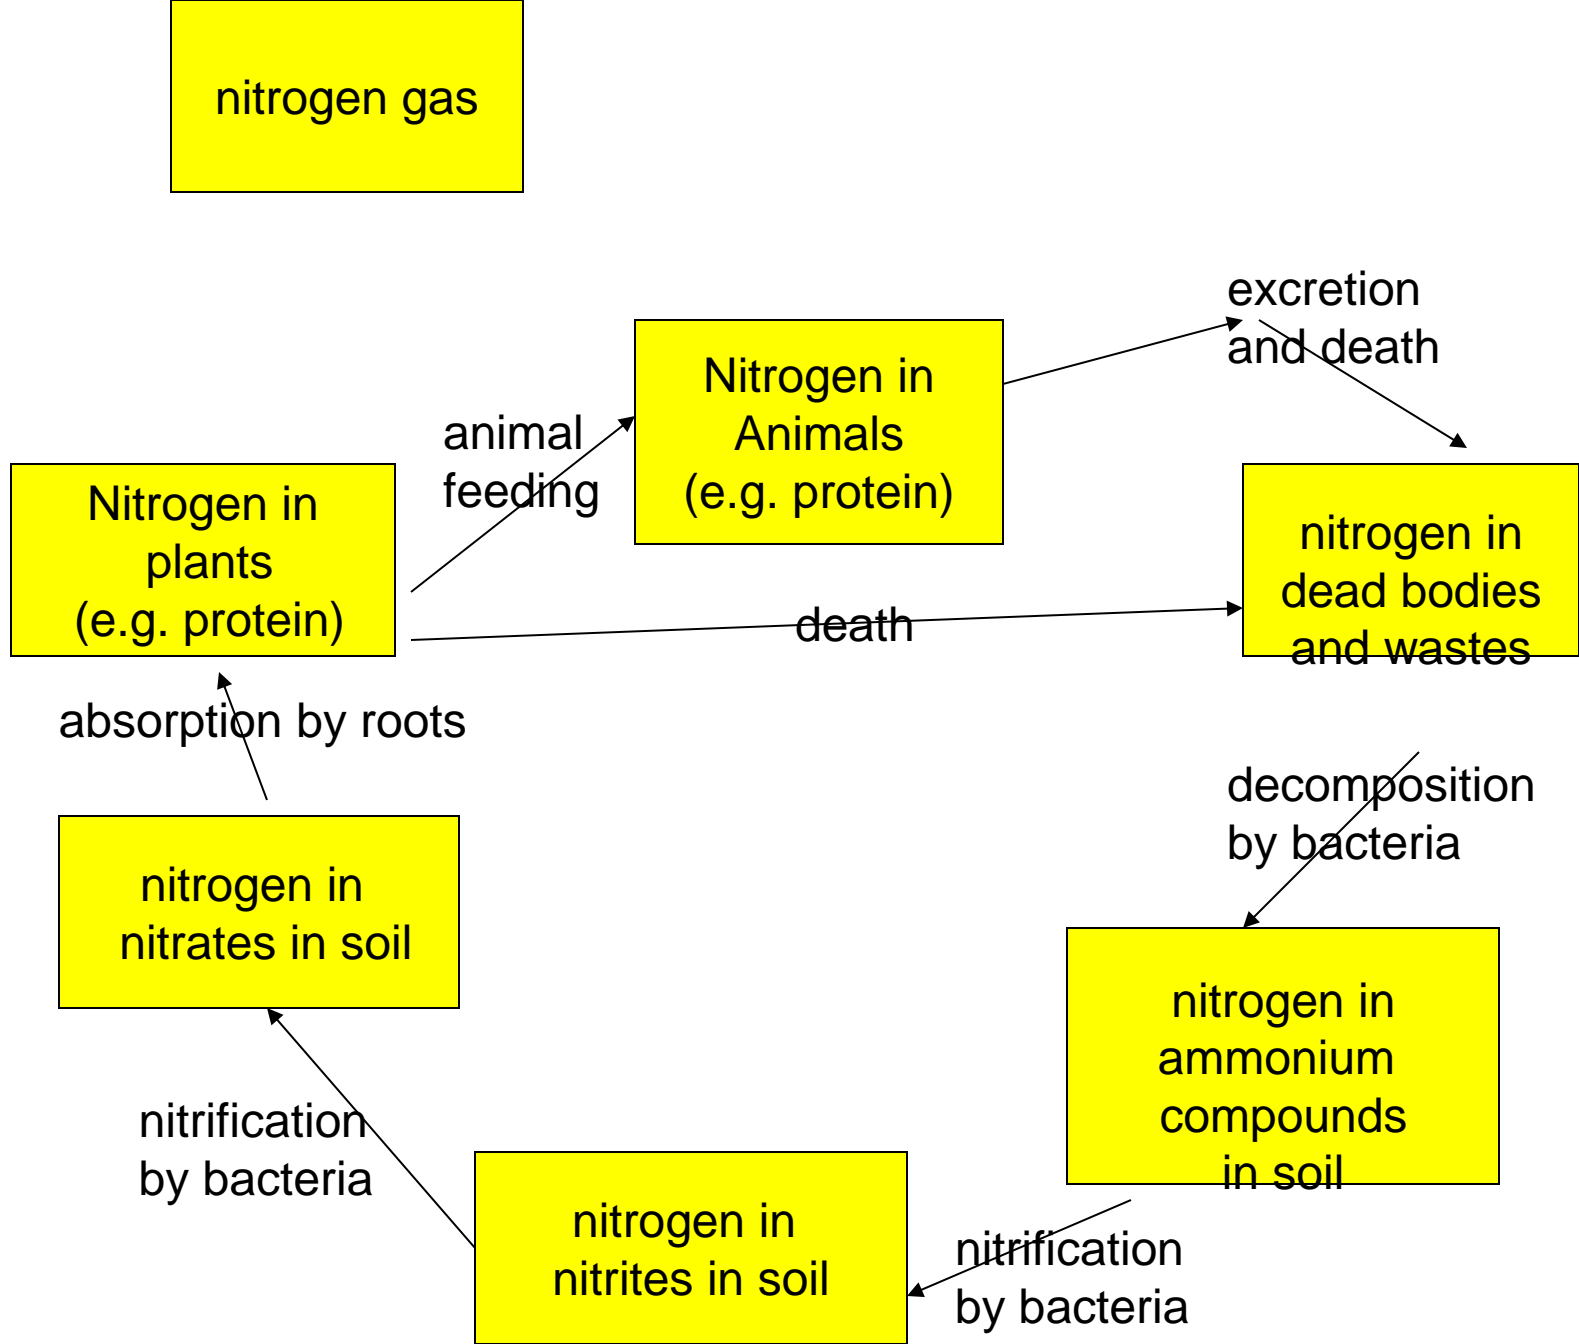 nitrogen gas
excretion
and death
Nitrogen in
Animals
(e.g. protein)
animal
feeding
Nitrogen in
plants
(e.g. protein)
nitrogen in
dead bodies
and wastes
death
absorption by roots
decomposition
by bacteria
nitrogen in
nitrates in soil
nitrogen in
ammonium
compounds
in soil
nitrification
by bacteria
nitrogen in
nitrites in soil
nitrification
by bacteria